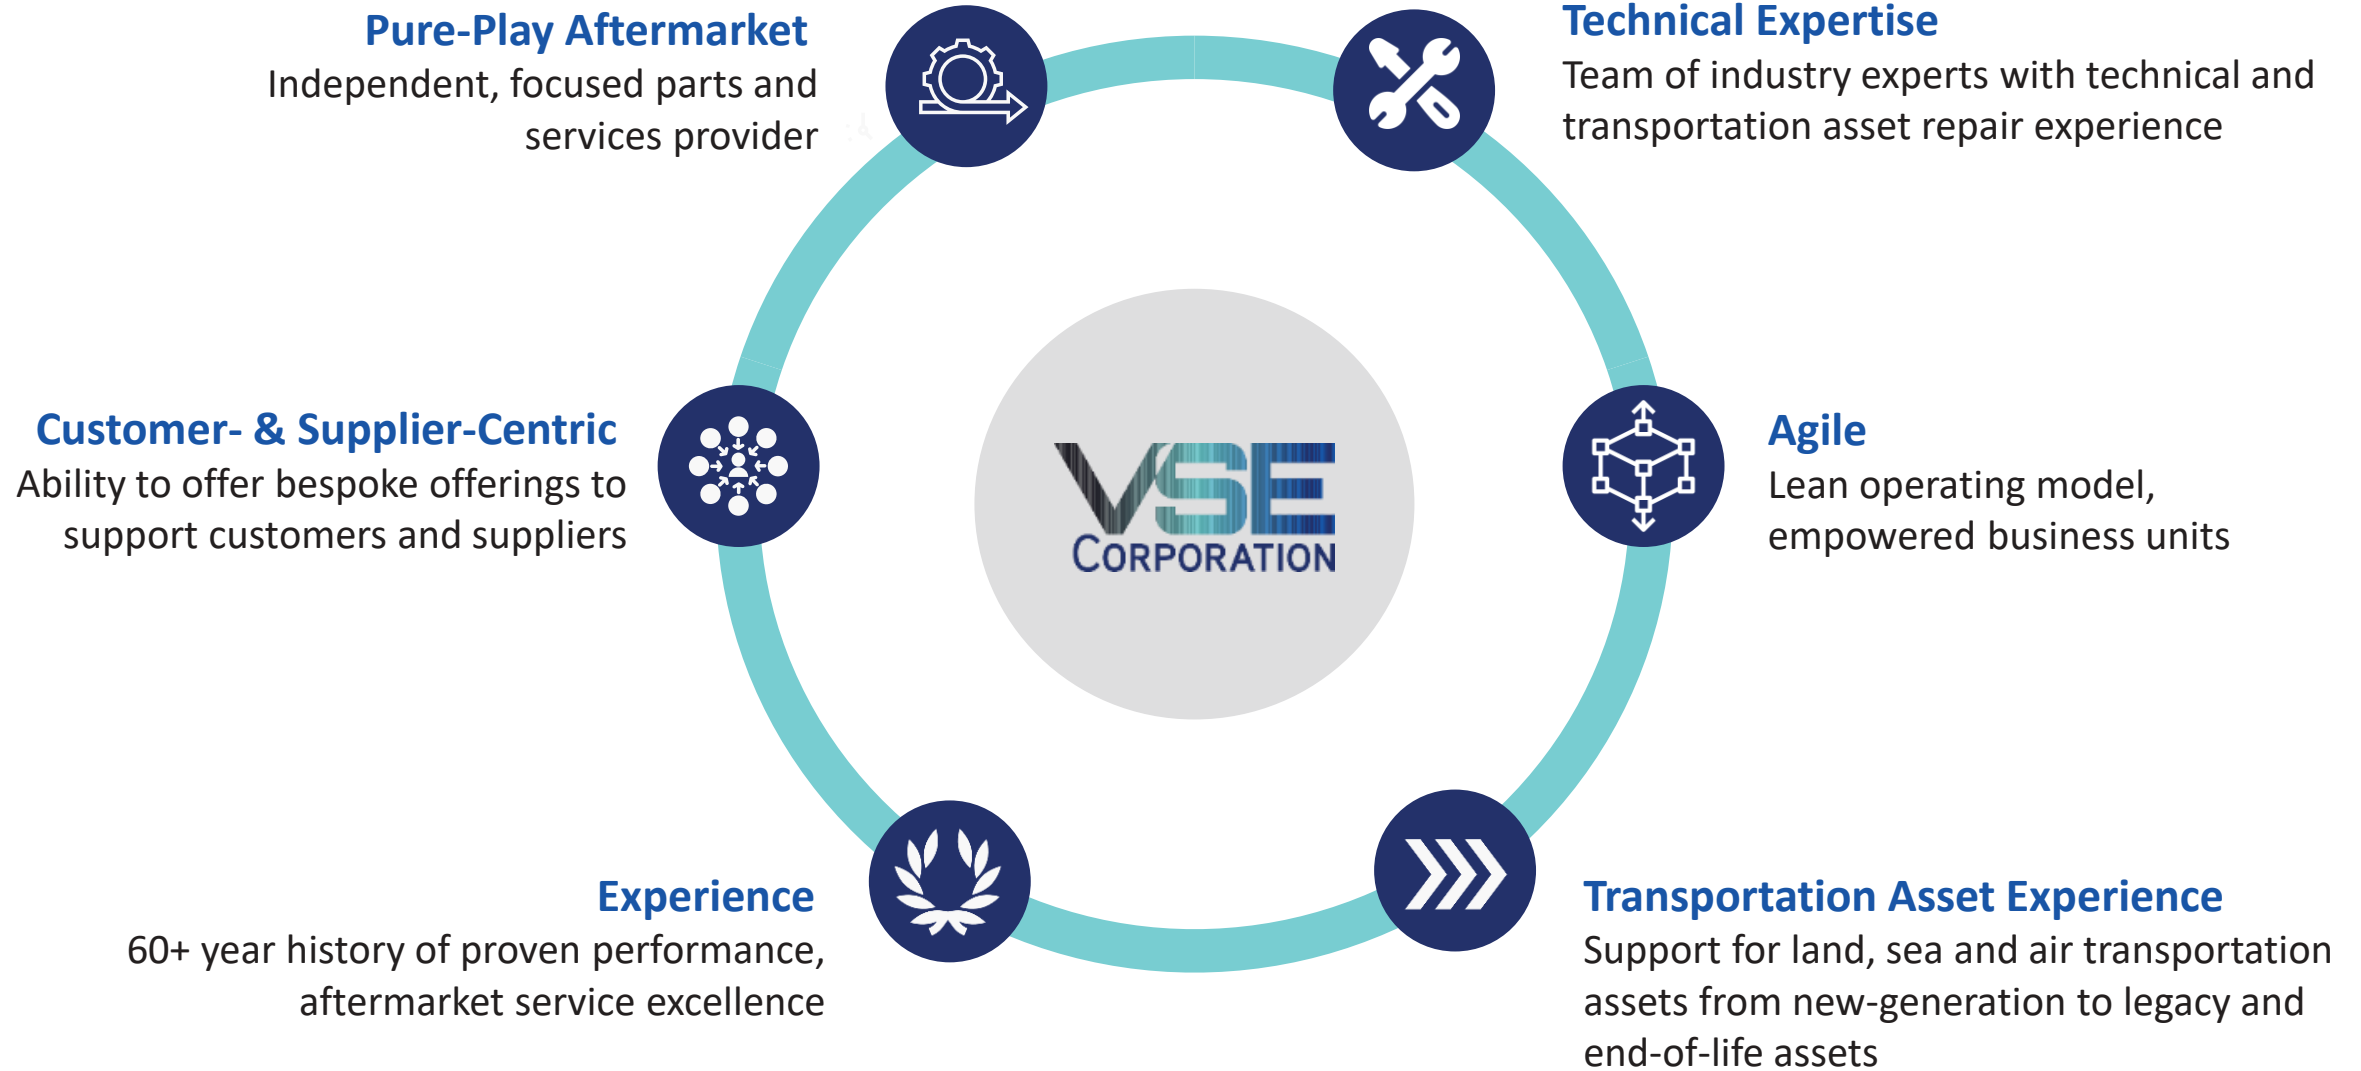 Pure-Play Aftermarket
Independent, focused parts and
services provider
Technical Expertise
Team of industry experts with technical and
transportation asset repair experience
Customer- & Supplier-Centric
Ability to offer bespoke offerings to
support customers and suppliers
VSE
CORPORATION
Agile
Lean operating model,
empowered business units
Experience
60+ year history of proven performance,
aftermarket service excellence
Transportation Asset Experience
Support for land, sea and air transportation
assets from new-generation to legacy and
end-of-life assets